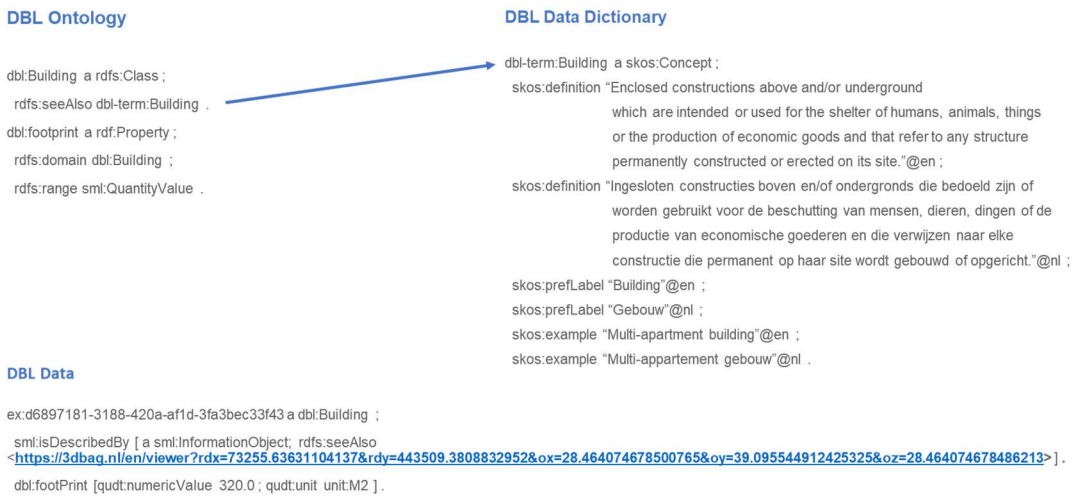 DBL Ontology
dbl:Building a rdfs:Class ;
rdfs:seeAlso dbl-term:Building .
dbl:footprint a rdf:Property ;
rdfs:domain dbl:Building ;
rdfs:range sml:QuantityValue .
DBL Data Dictionary
dbl-term:Building a skos:Concept ;
skos:definition “Enclosed constructions above and/or underground
which are intended or used for the shelter of humans, animals, things
or the production of economic goods and that refer to any structure
permanently constructed or erected on its site.”@en ;
skos:definition “Ingesloten constructies boven en/of ondergronds die bedoeld zijn of
worden gebruikt voor de beschutting van mensen, dieren, dingen of de
productie van economische goederen en die verwijzen naar elke
constructie die permanent op haar site wordt gebouwd of opgericht.”@nl ;
skos:prefLabel “Building”@en ;
skos:prefLabel “Gebouw”@nl ;
skos:example “Multi-apartment building”@en ;
skos:example “Multi-appartement gebouw”@nl .
DBL Data
ex:d6897181-3188-420a-af1d-3fa3bec33f43 a dbl:Building ;
sml:isDescribedBy [ a sml:InformationObject; rdfs:seeAlso
<https://3dbag.nl/en/viewer?rdx=73255.63631104137&rdy=443509.3808832952&ox=28.464074678500765&oy=39.095544912425325&oz=28.464074678486213>] .
dbl:footPrint [qudt:numericValue 320.0 ; qudt:unit unit:M2 ] .